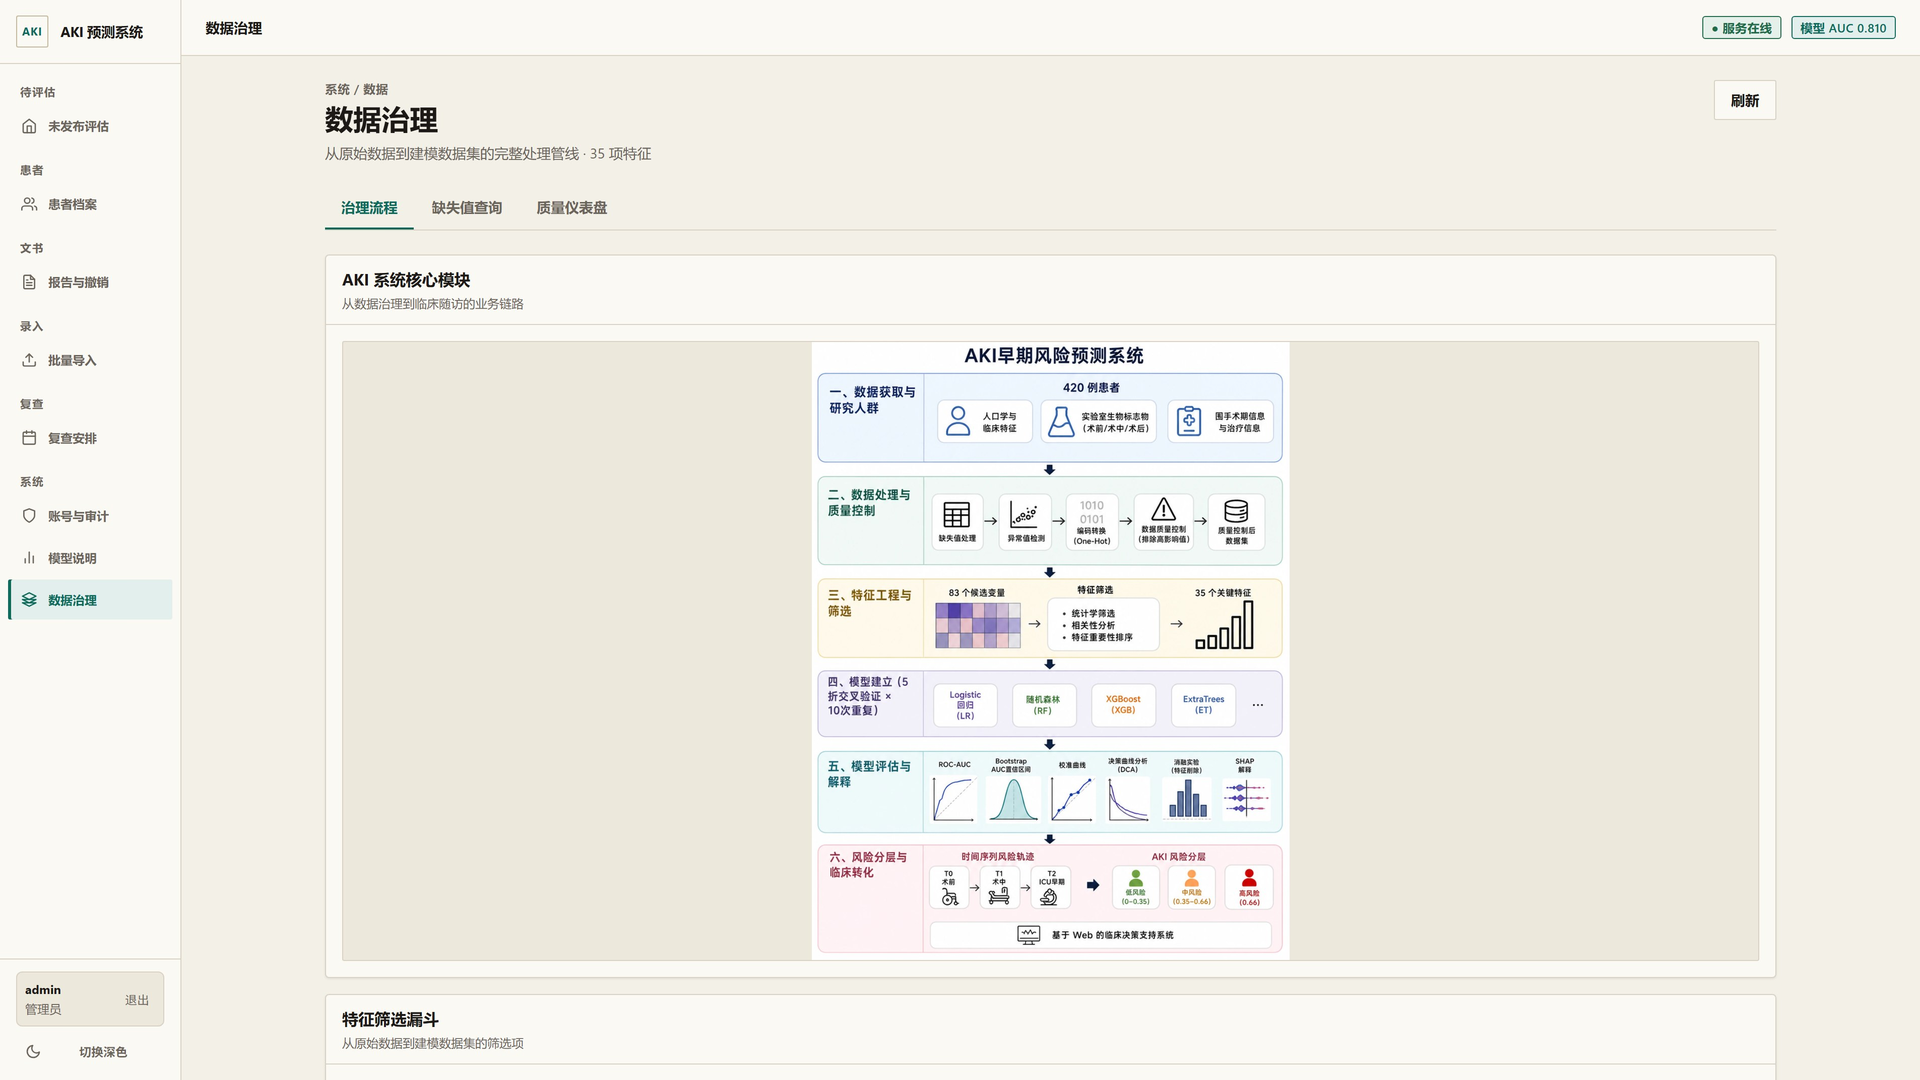 AKI
AKI 预测系统
待评估
未发布评估
患者
患者档案
文书
报告与撤销
录入
批量导入
复查
复查安排
系统
账号与审计
模型说明
数据治理
admin
管理员
退出
切换深色
数据治理
服务在线
模型 AUC 0.810
系统 / 数据
数据治理
从原始数据到建模数据集的完整处理管线 · 35 项特征
刷新
治理流程
缺失值查询
质量仪表盘
AKI 系统核心模块
从数据治理到临床随访的业务链路
AKI早期风险预测系统
一、数据获取与
研究人群
420 例患者
人口学与
临床特征
实验室生物标志物
(术前/术中/术后)
围手术期信息
与治疗信息
二、数据处理与
质量控制
缺失值处理
异常值检测
1010
0101
编码转换
(One-Hot)
数据质量控制
(排除高影响值)
质量控制后
数据集
三、特征工程与
筛选
83 个候选变量
特征筛选
• 统计学筛选
• 相关性分析
• 特征重要性排序
35 个关键特征
四、模型建立（5
折交叉验证 ×
10次重复）
Logistic
回归
(LR)
随机森林
(RF)
XGBoost
(XGB)
ExtraTrees
(ET)
...
五、模型评估与
解释
ROC-AUC
Bootstrap
AUC置信区间
校准曲线
决策曲线分析
(DCA)
消融实验
(特征剔除)
SHAP
解释
六、风险分层与
临床转化
时间序列风险轨迹
T0
术前
T1
术中
T2
ICU早期
AKI 风险分层
低风险
(0~0.35)
中风险
(0.35~0.66)
高风险
(0.66)
基于 Web 的临床决策支持系统
特征筛选漏斗
从原始数据到建模数据集的筛选项